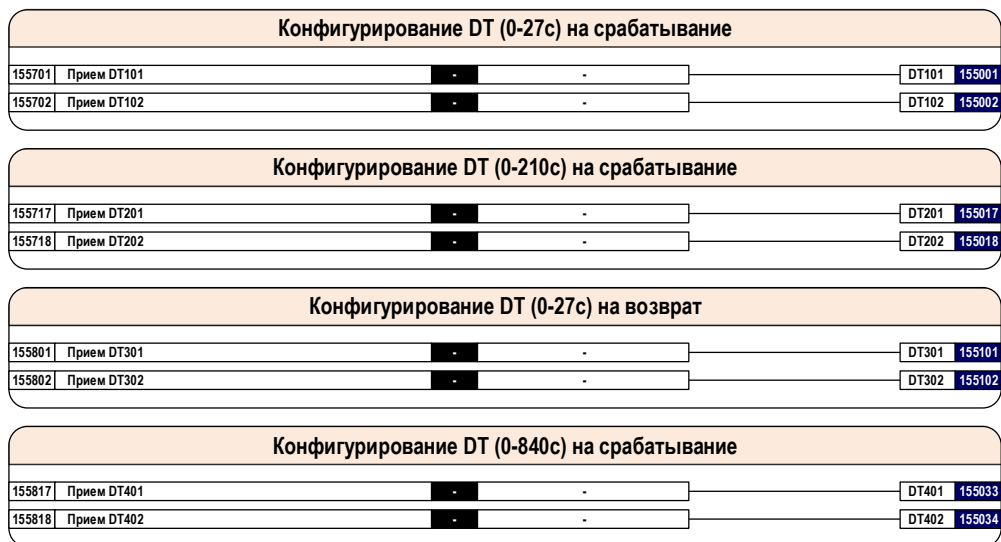 Конфигурирование DT (0-27с) на срабатывание
155701 Прием DT101 - - DT101 155001
155702 Прием DT102 - - DT102 155002
Конфигурирование DT (0-210с) на срабатывание
155717 Прием DT201 - - DT201 155017
155718 Прием DT202 - - DT202 155018
Конфигурирование DT (0-27с) на возврат
155801 Прием DT301 - - DT301 155101
155802 Прием DT302 - - DT302 155102
Конфигурирование DT (0-840с) на срабатывание
155817 Прием DT401 - - DT401 155033
155818 Прием DT402 - - DT402 155034